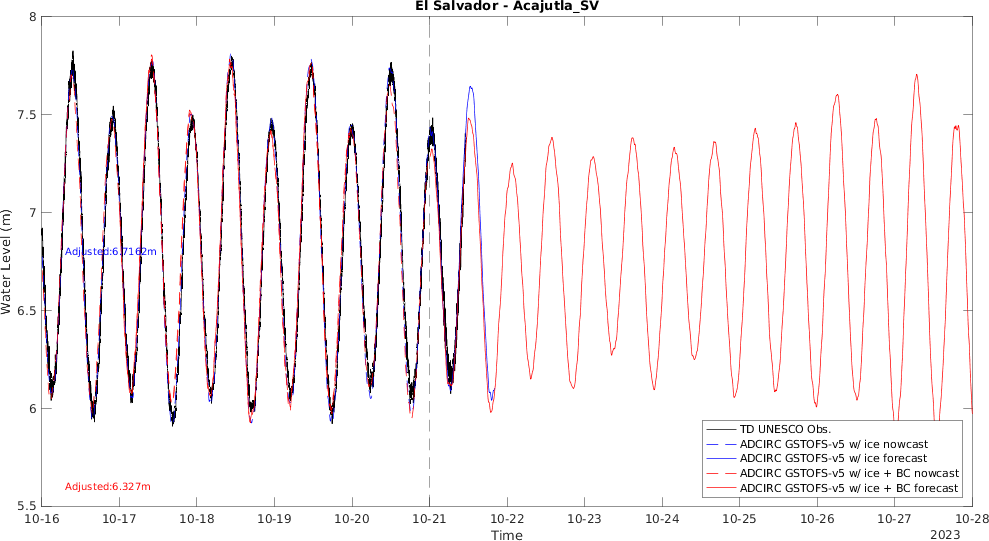 El Salvador - Acajutla_SV
8
7.5
7
6.5
6
5.5
Water Level (m)
Adjusted:6.7162m
Adjusted:6.327m
TD UNESCO Obs.
ADCIRC GSTOFS-v5 w/ ice nowcast
ADCIRC GSTOFS-v5 w/ ice forecast
ADCIRC GSTOFS-v5 w/ ice + BC nowcast
ADCIRC GSTOFS-v5 w/ ice + BC forecast
10-16 10-17 10-18 10-19 10-20 10-21 10-22 10-23 10-24 10-25 10-26 10-27 10-28
Time
2023